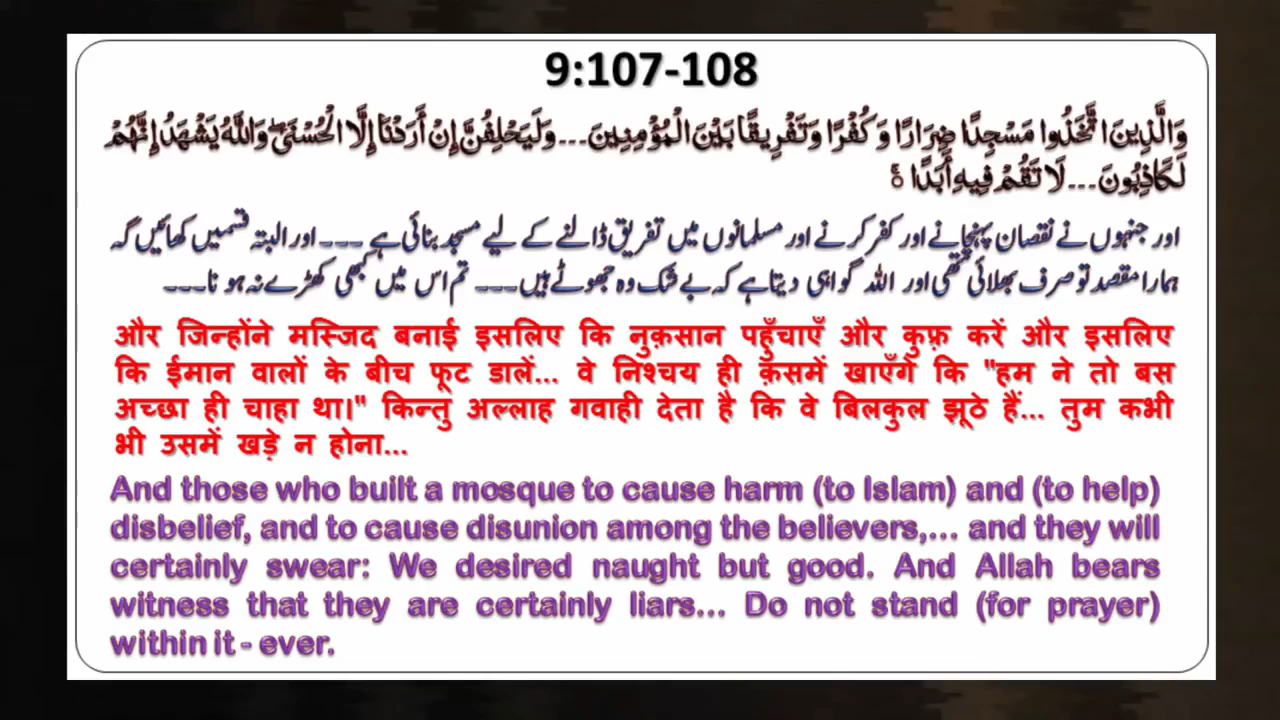 9:107-108
وَالَّذِينَ اتَّخَذُوا مَسْجِدًا ضِرَارًا وَكُفْرًا وَتَفْرِيقًا بَيْنَ الْمُؤْمِنِينَ --- وَلَيَحْلِفُنَّ إِنْ أَرَدْنَا إِلَّا الْحُسْنَىٰ ۖ وَاللَّهُ يَشْهَدُ إِنَّهُمْ
لَكَاذِبُونَ --- لَا تَقُمْ فِيهِ أَبَدًا ۚ
اور جنہوں نے نقصان پہنچانے اور کفر کرنے اور مسلمانوں میں تفریق ڈالنے کے لیے مسجد بنائی ہے --- اور البتہ قسمیں کھائیں گہ
ہمارا مقصد تو صرف بھلائی تھی اور اللہ گواہی دیتا ہے کہ بے شک وہ جھوٹے ہیں --- تم اس میں کبھی کھڑے نہ ہو نا---
और जिन्होंने मस्जिद बनाई इसलिए कि नुक़सान पहुँचाएँ और कुफ़्र करें और इसलिए
कि ईमान वालों के बीच फूट डालें... वे निश्चय ही क़समें खाएँगे कि "हम ने तो बस
अच्छा ही चाहा था।" किन्तु अल्लाह गवाही देता है कि वे बिलकुल झूठे हैं... तुम कभी
भी उसमें खड़े न होना...
And those who built a mosque to cause harm (to Islam) and (to help)
disbelief, and to cause disunion among the believers,... and they will
certainly swear: We desired naught but good. And Allah bears
witness that they are certainly liars... Do not stand (for prayer)
within it - ever.